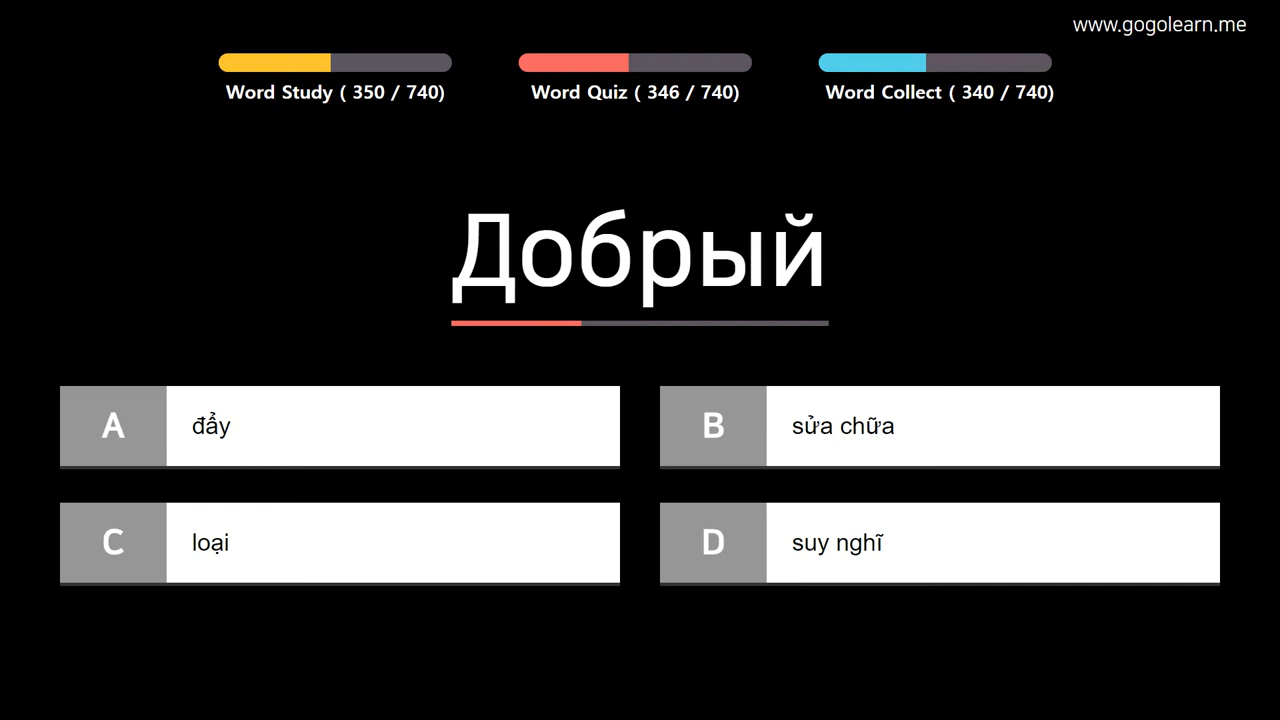 www.gogolearn.me
Word Study ( 350 / 740)
Word Quiz ( 346 / 740)
Word Collect ( 340 / 740)
Добрый
A đẩy
B sửa chữa
C loại
D suy nghĩ